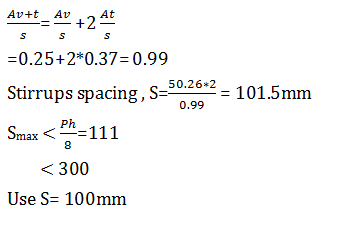 Av+t/s = Av/s + 2 At/s
=0.25+2*0.37= 0.99
Stirrups spacing , S= 50.26*2/0.99 = 101.5mm
Smax < Ph/8 =111
< 300
Use S= 100mm